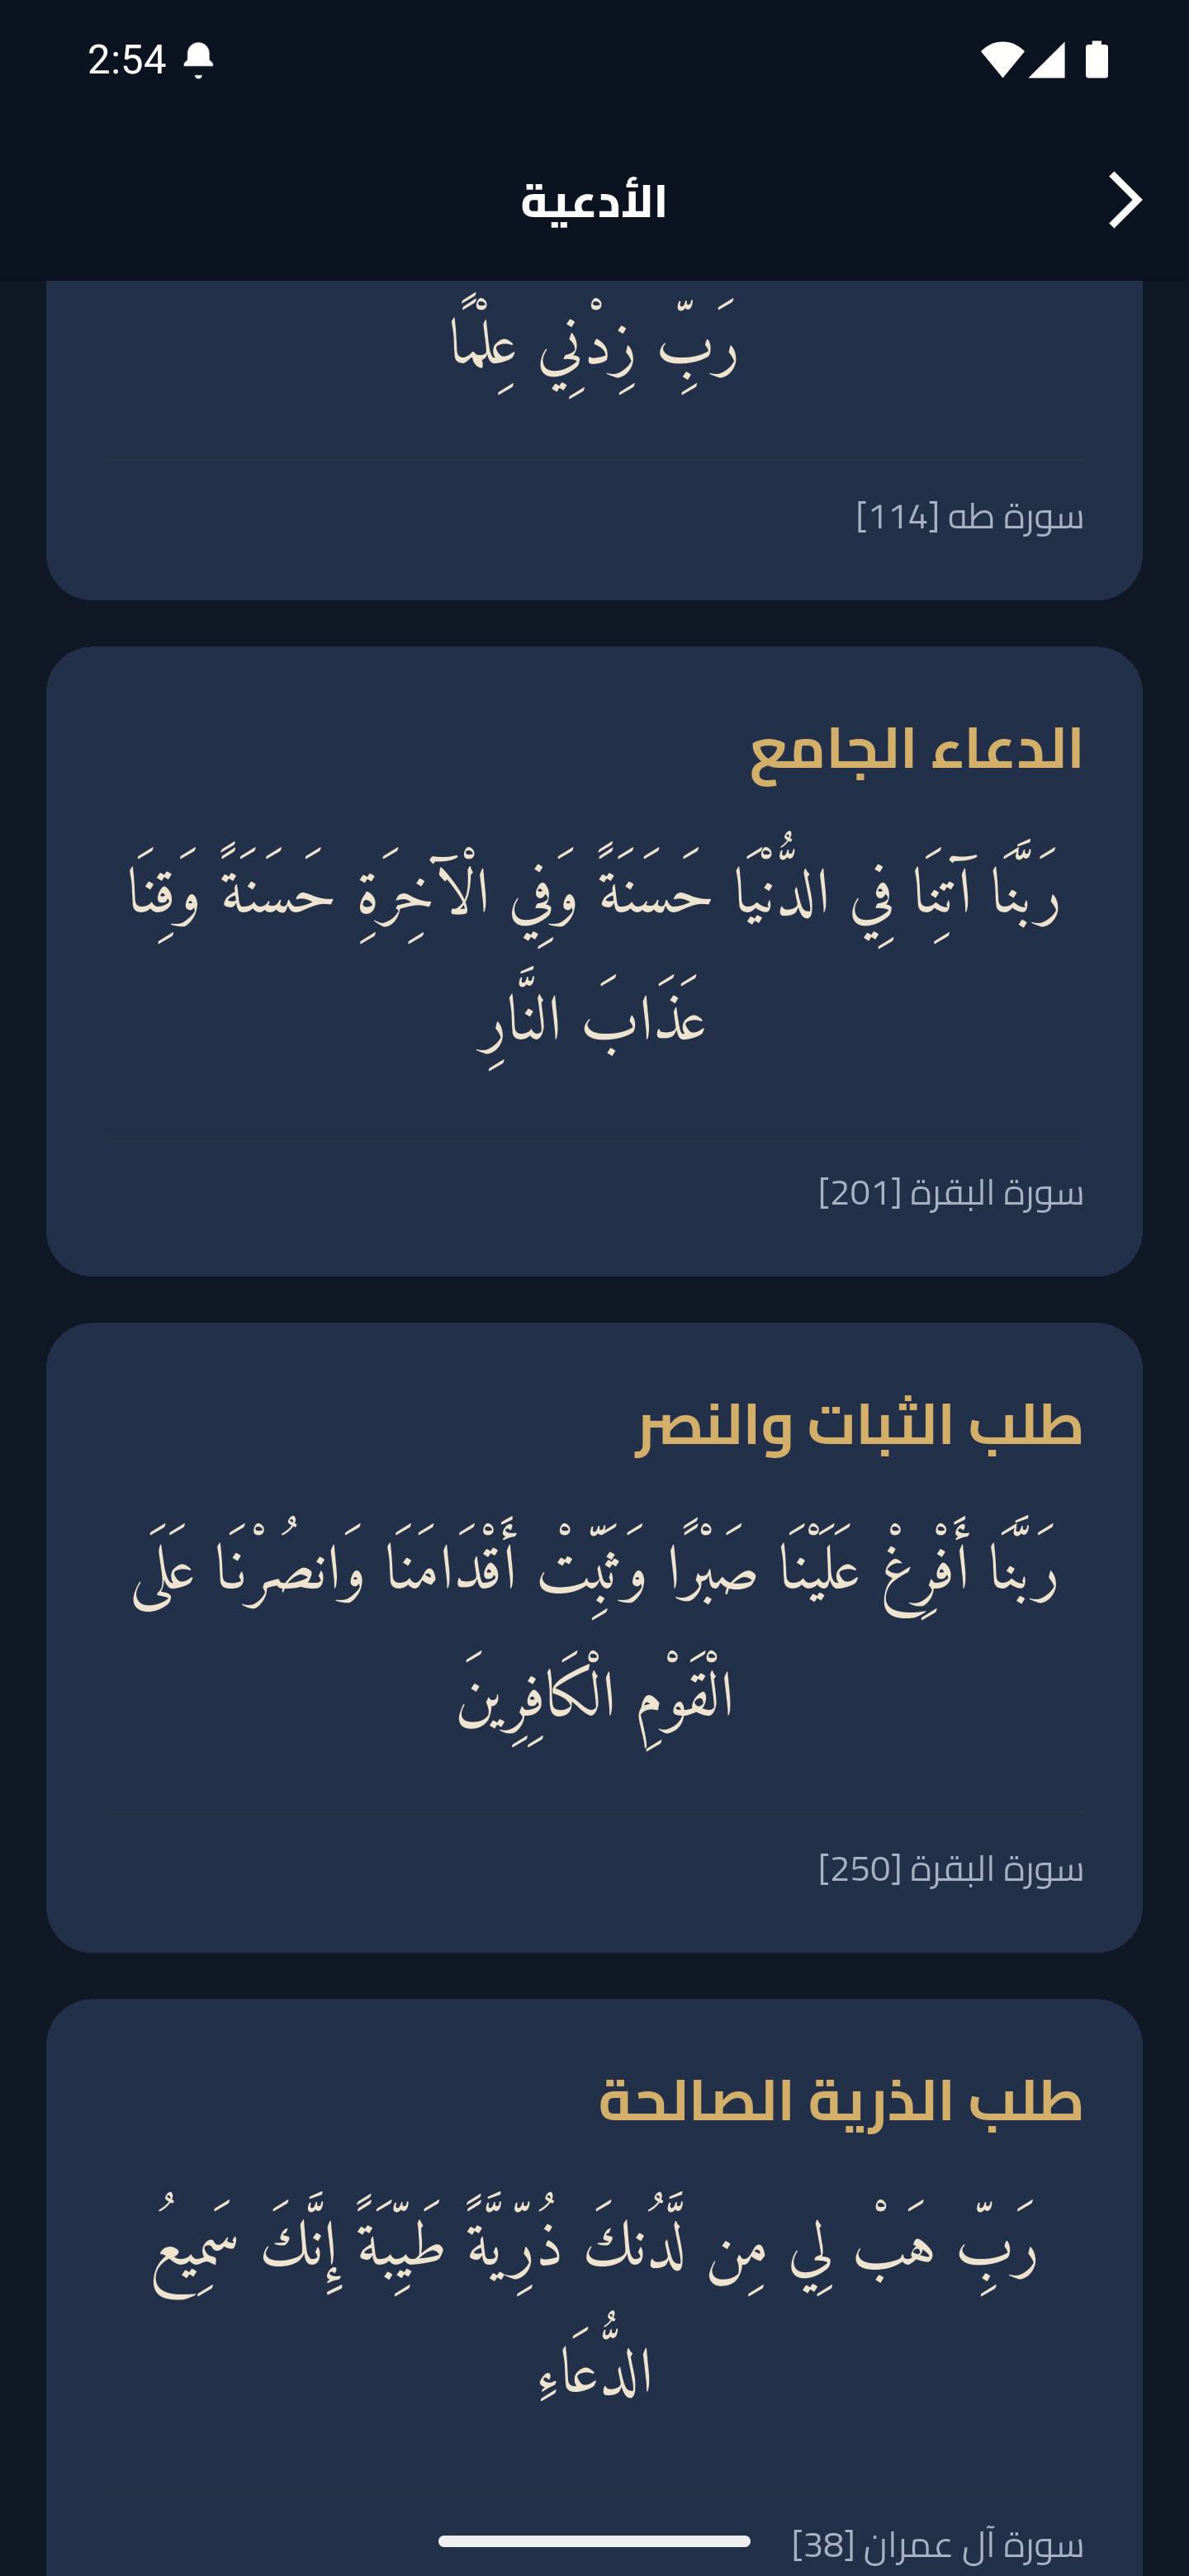 2:54
الأدعية
رَبِّ زِدْنِي عِلْمًا
سورة طه [114]
الدعاء الجامع
رَبَّنَا آتِنَا فِي الدُّنْيَا حَسَنَةً وَفِي الْآخِرَةِ حَسَنَةً وَقِنَا
عَذَابَ النَّارِ
سورة البقرة [201]
طلب الثبات والنصر
رَبَّنَا أَفْرِغْ عَلَيْنَا صَبْرًا وَثَبِّتْ أَقْدَامَنَا وَانصُرْنَا عَلَى
الْقَوْمِ الْكَافِرِينَ
سورة البقرة [250]
طلب الذرية الصالحة
رَبِّ هَبْ لِي مِن لَّدُنكَ ذُرِّيَّةً طَيِّبَةً إِنَّكَ سَمِيعُ
الدُّعَاءِ
سورة آل عمران [38]